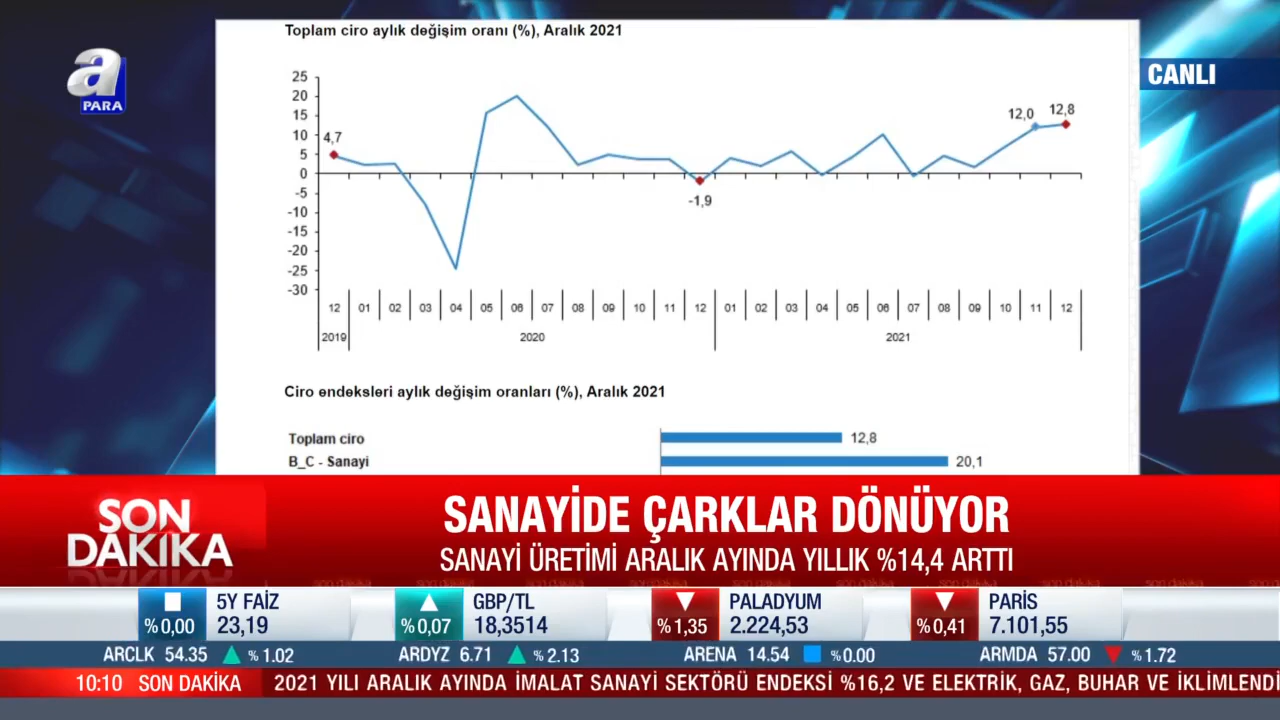 Toplam ciro aylık değişim oranı (%), Aralık 2021
a
PARA
CANLI
25
20
15
10
5
0
-5
-10
-15
-20
-25
-30
4,7
-1,9
12,0
12,8
12 01 02 03 04 05 06 07 08 09 10 11 12 01 02 03 04 05 06 07 08 09 10 11 12
2019 2020 2021
Ciro endeksleri aylık değişim oranları (%), Aralık 2021
Toplam ciro 12,8
B_C - Sanayi 20,1
SON
DAKİKA
SANAYİDE ÇARKLAR DÖNÜYOR
SANAYİ ÜRETİMİ ARALIK AYINDA YILLIK %14,4 ARTTI
5Y FAİZ GBP/TL PALADYUM PARİS
%0,00 23,19 %0,07 18,3514 %1,35 2.224,53 %0,41 7.101,55
ARCLK 54.35 %1.02 ARDYZ 6.71 %2.13 ARENA 14.54 %0.00 ARMDA 57.00 %1.72
10:10 SON DAKİKA 2021 YILI ARALIK AYINDA İMALAT SANAYİ SEKTÖRÜ ENDEKSİ %16,2 VE ELEKTRİK, GAZ, BUHAR VE İKLİMLENDİ